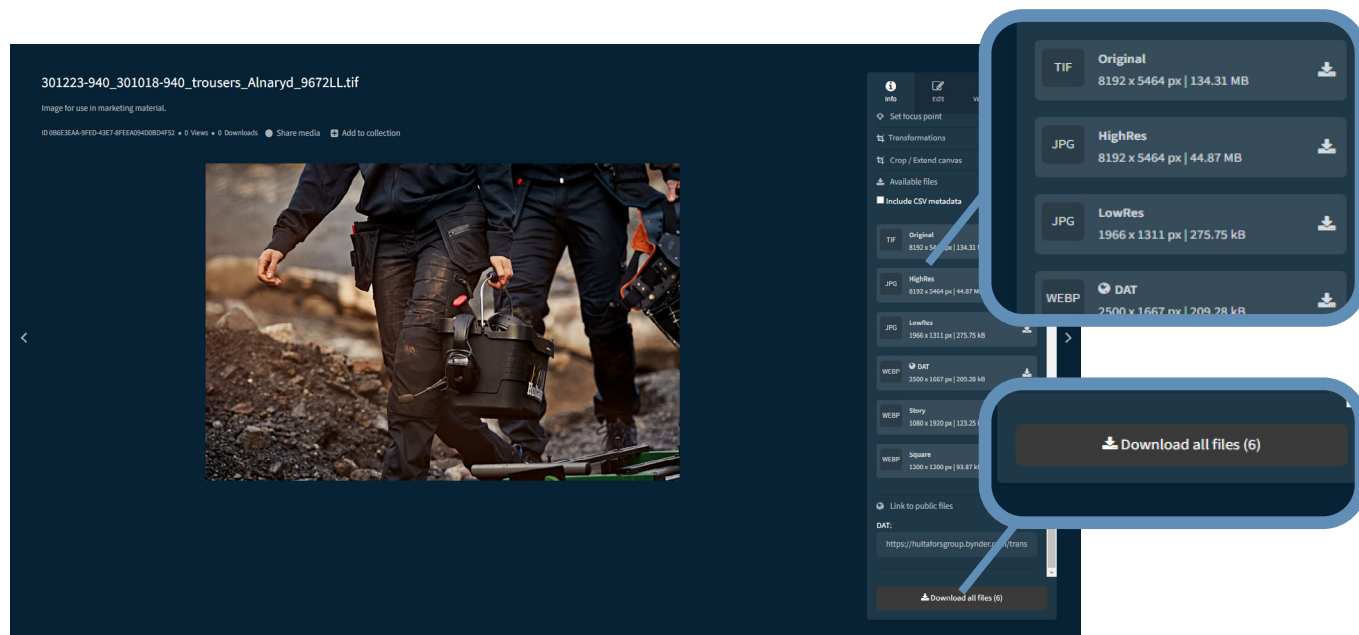 301223-940_301018-940_trousers_Alnaryd_9672LL.tif
Image for use in marketing material.
ID 086E3EAA-9FED-43E7-8FEEA094D0BD4F52 • 0 Views • 0 Downloads Share media Add to collection
Info Edit
Set focus point
Transformations
Crop / Extend canvas
Available files
Include CSV metadata
TIF Original
8192 x 5464 px | 134.31
JPG HighRes
8192 x 5464 px | 44.87
JPG LowRes
1966 x 1311 px | 275.75 kB
WEBP DAT
2500 x 1667 px | 209.28 kB
WEBP Story
1080 x 1920 px | 123.25
WEBP Square
1200 x 1200 px | 93.87
Link to public files
DAT:
https://hultaforsgroup.bynder.com/trans
Download all files (6)
TIF Original
8192 x 5464 px | 134.31 MB
JPG HighRes
8192 x 5464 px | 44.87 MB
JPG LowRes
1966 x 1311 px | 275.75 kB
WEBP DAT
2500 x 1667 px | 209.28 kB
Download all files (6)